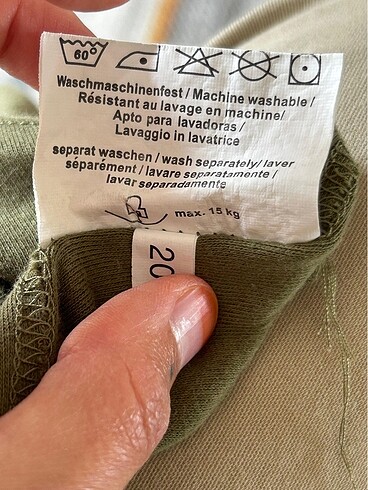 60°
Waschmaschinenfest / Machine washable /
Résistant au lavage en machine/
Apto para lavadoras /
Lavaggio in lavatrice
separat waschen / wash separately/ laver
séparément / lavare separatamente /
lavar separadamente
max. 15 kg
20